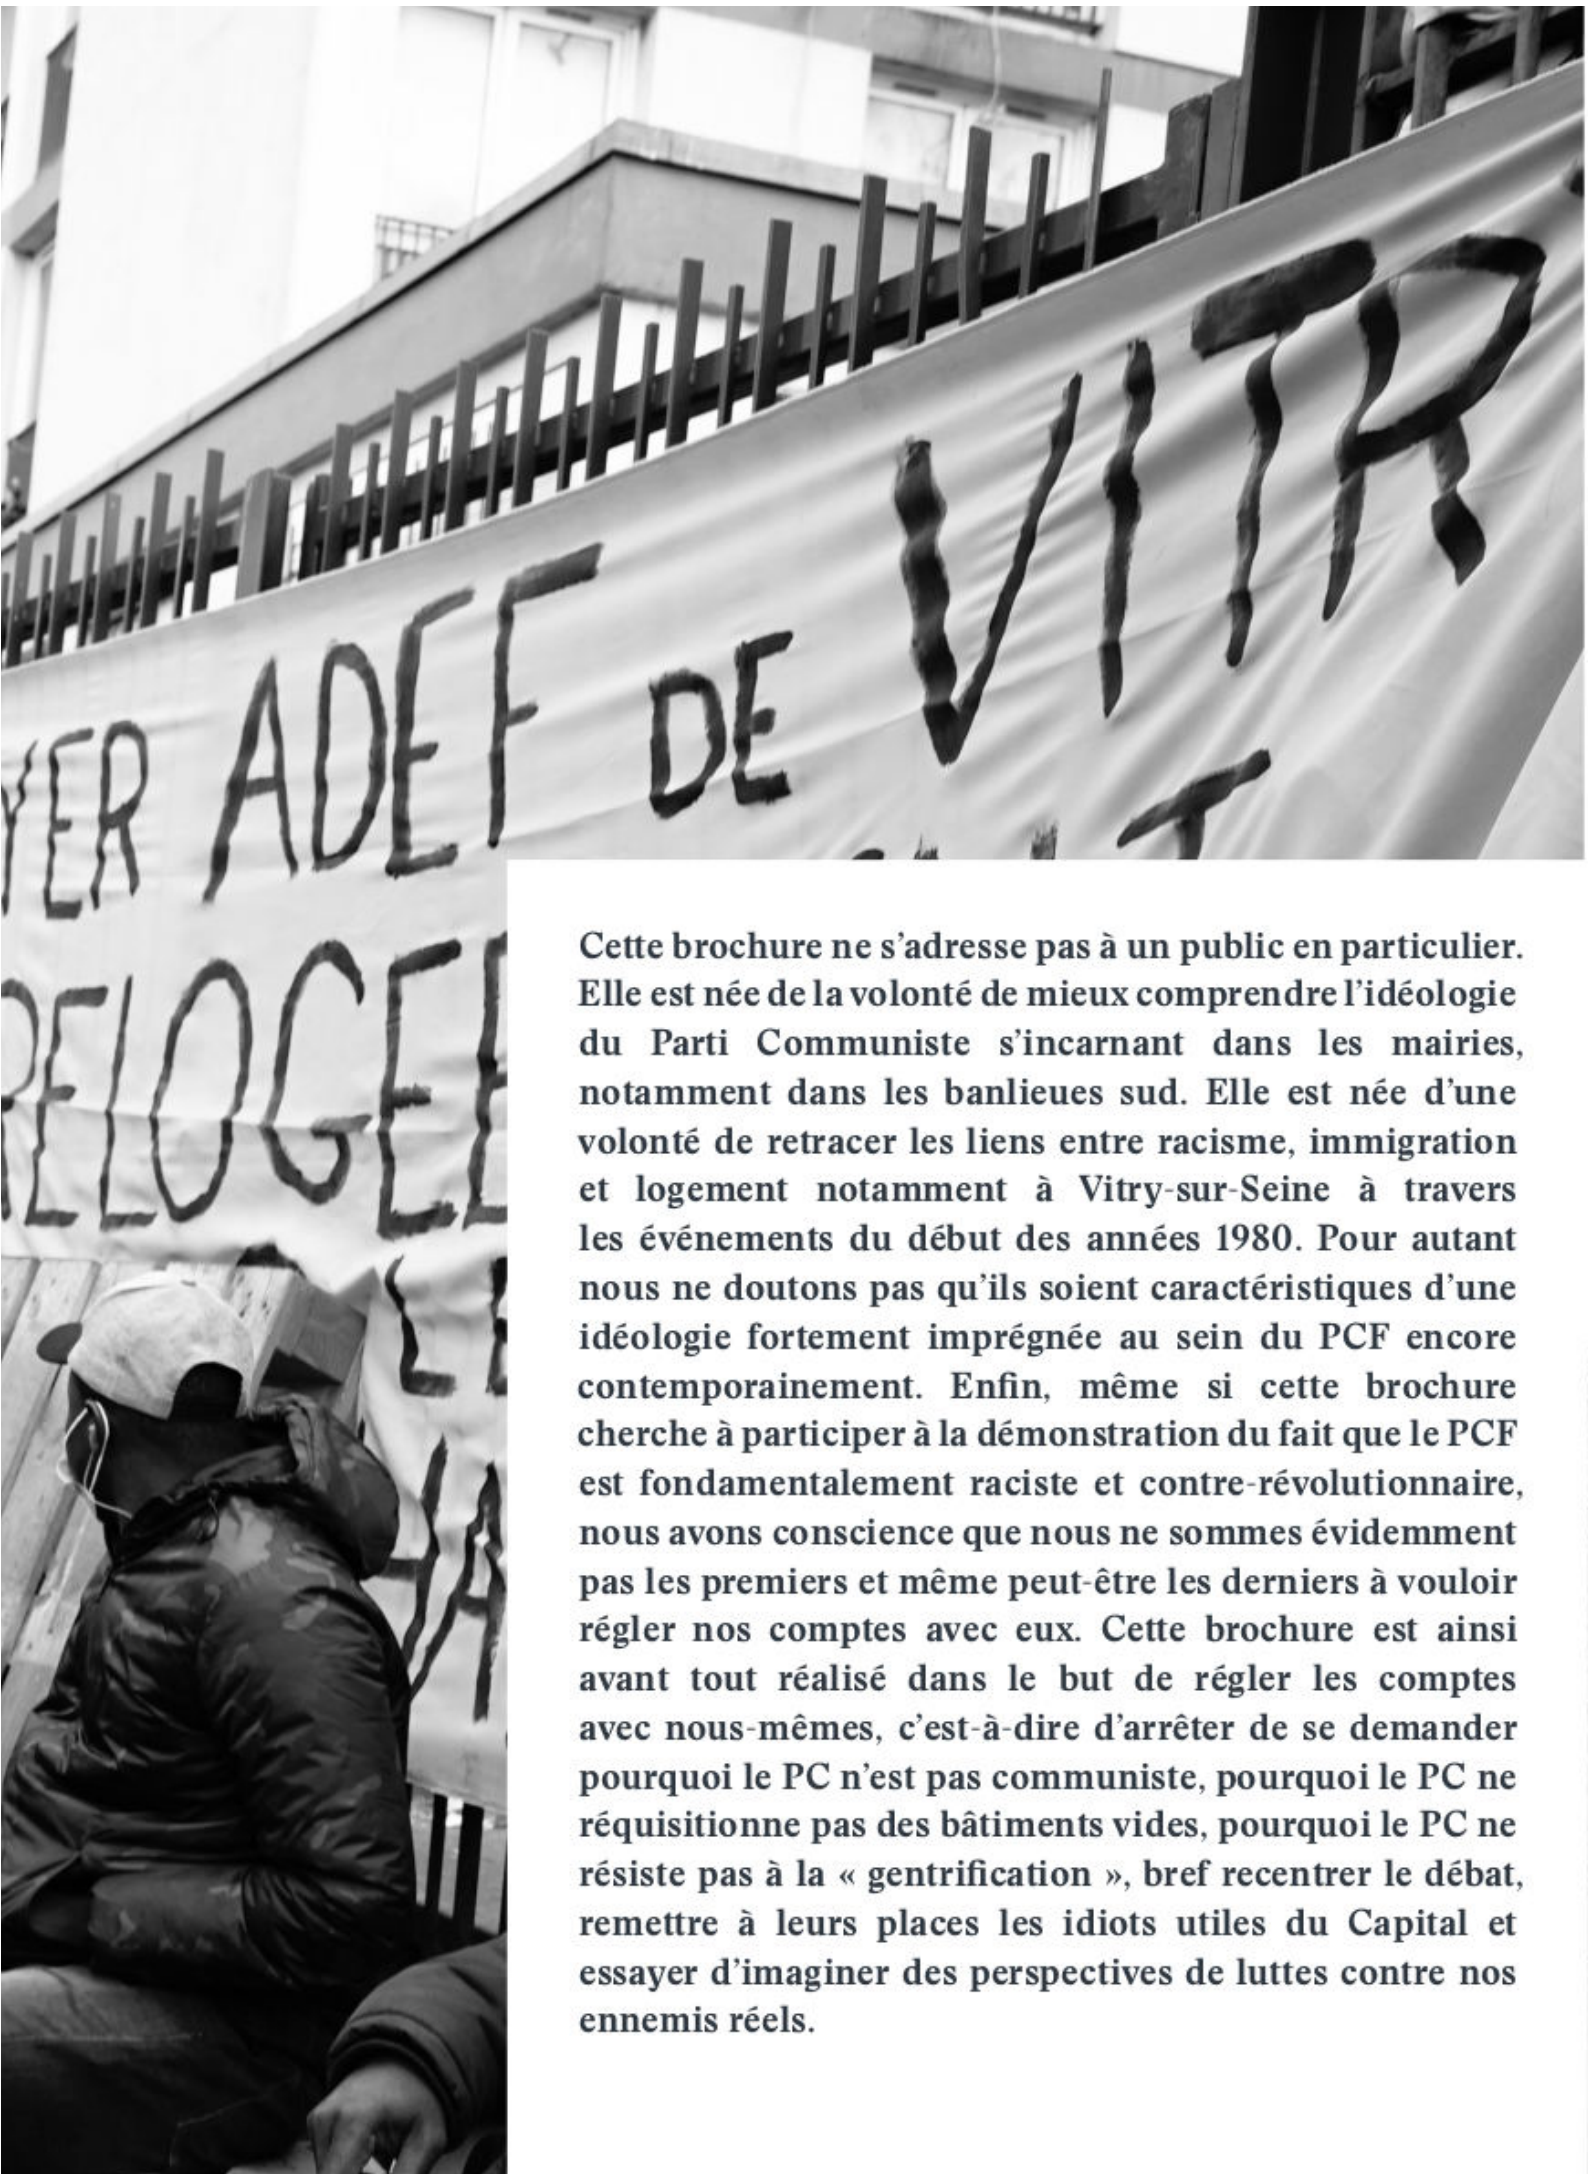 ADEF DE VITR
Cette brochure ne s’adresse pas à un public en particulier.
Elle est née de la volonté de mieux comprendre l’idéologie
du Parti Communiste s’incarnant dans les mairies,
notamment dans les banlieues sud. Elle est née d’une
volonté de retracer les liens entre racisme, immigration
et logement notamment à Vitry-sur-Seine à travers
les événements du début des années 1980. Pour autant
nous ne doutons pas qu’ils soient caractéristiques d’une
idéologie fortement imprégnée au sein du PCF encore
contemporainement. Enfin, même si cette brochure
cherche à participer à la démonstration du fait que le PCF
est fondamentalement raciste et contre-révolutionnaire,
nous avons conscience que nous ne sommes évidemment
pas les premiers et même peut-être les derniers à vouloir
régler nos comptes avec eux. Cette brochure est ainsi
avant tout réalisé dans le but de régler les comptes
avec nous-mêmes, c’est-à-dire d’arrêter de se demander
pourquoi le PC n’est pas communiste, pourquoi le PC ne
réquisitionne pas des bâtiments vides, pourquoi le PC ne
résiste pas à la « gentrification », bref recentrer le débat,
remettre à leurs places les idiots utiles du Capital et
essayer d’imaginer des perspectives de luttes contre nos
ennemis réels.